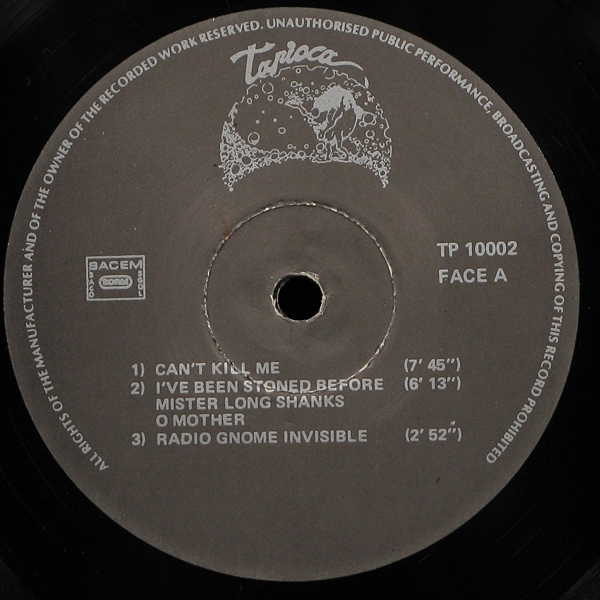 ALL RIGHTS OF THE MANUFACTURER AND OF THE OWNER OF THE RECORDED WORK RESERVED. UNAUTHORISED PUBLIC PERFORMANCE, BROADCASTING AND COPYING OF THIS RECORD PROHIBITED
Tapioca
TP 10002
FACE A
SACEM
SACD
SDRM
SGDL
1) CAN'T KILL ME (7' 45")
2) I'VE BEEN STONED BEFORE (6' 13")
MISTER LONG SHANKS
O MOTHER
3) RADIO GNOME INVISIBLE (2' 52")